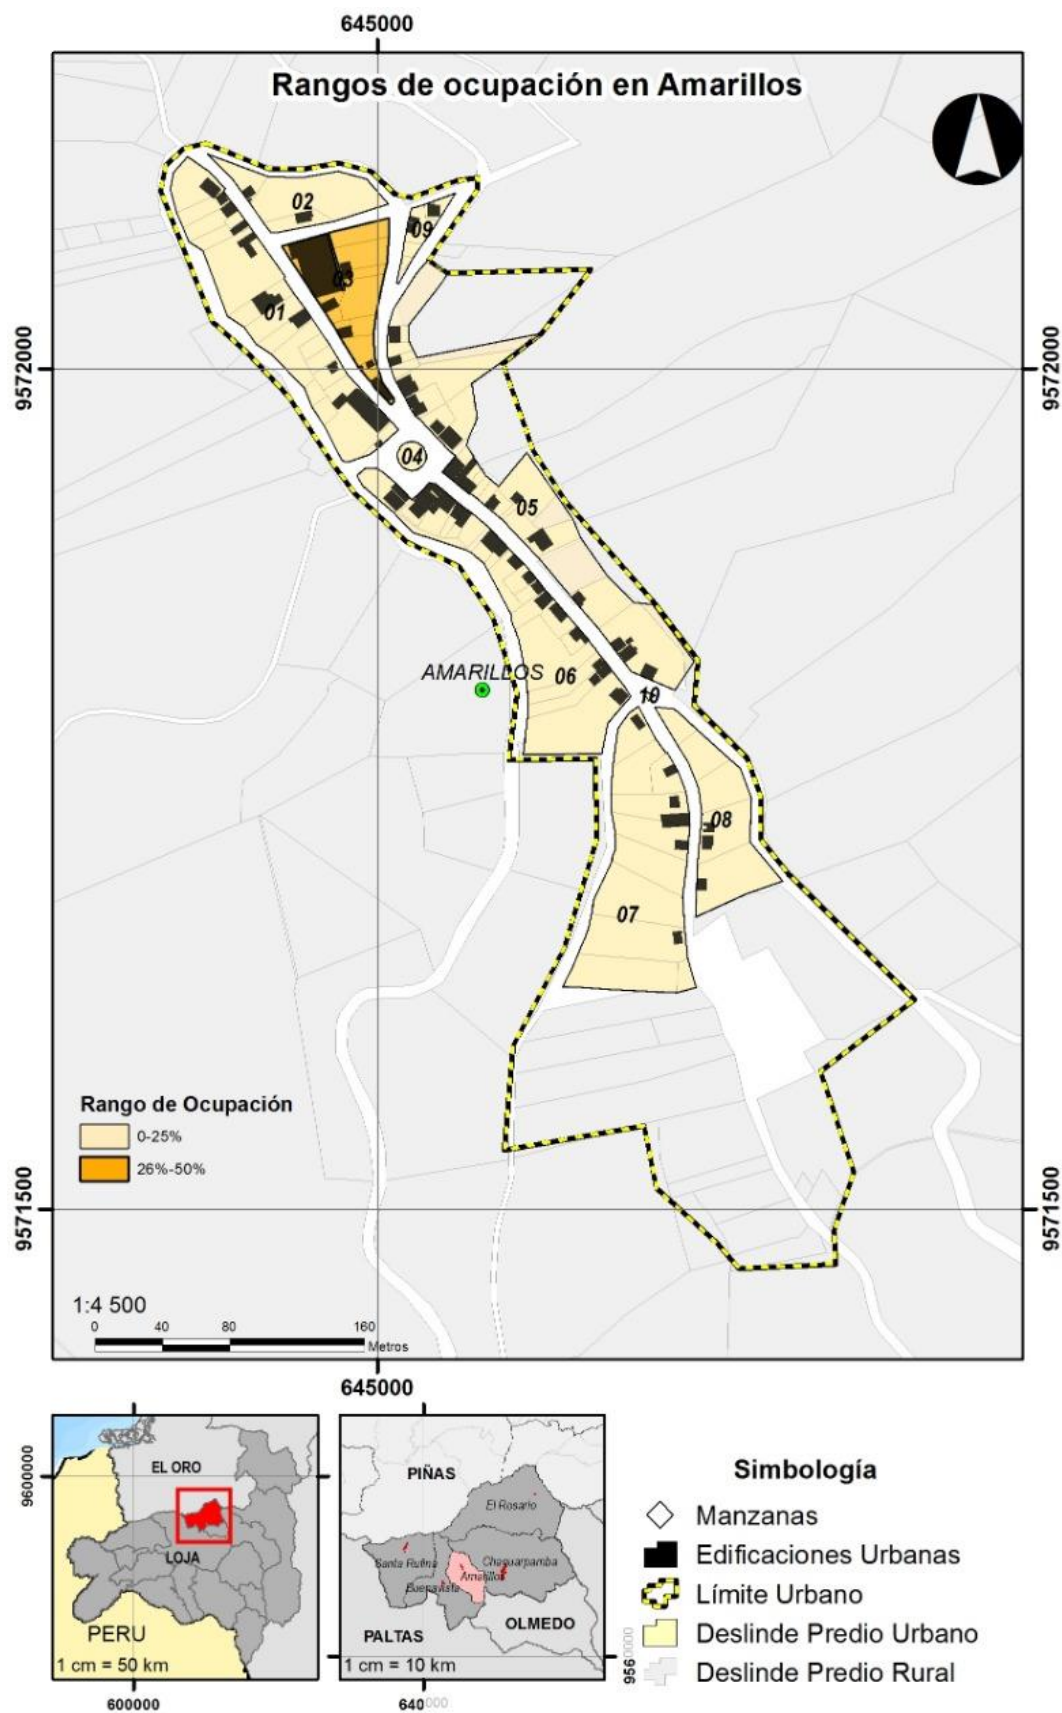 645000
Rangos de ocupación en Amarillos
02
09
03
01
9572000
9572000
04
05
AMARILLOS
06
10
08
07
Rango de Ocupación
0-25%
26%-50%
9571500
9571500
1:4 500
0 40 80 160
Metros
645000
9600000
EL ORO
LOJA
PERU
1 cm = 50 km
600000
PIÑAS
El Rosario
Santa Rufina
Chaguarpamba
Amarillos
Buenavista
OLMEDO
PALTAS
1 cm = 10 km
9560000
640000
Simbología
Manzanas
Edificaciones Urbanas
Límite Urbano
Deslinde Predio Urbano
Deslinde Predio Rural